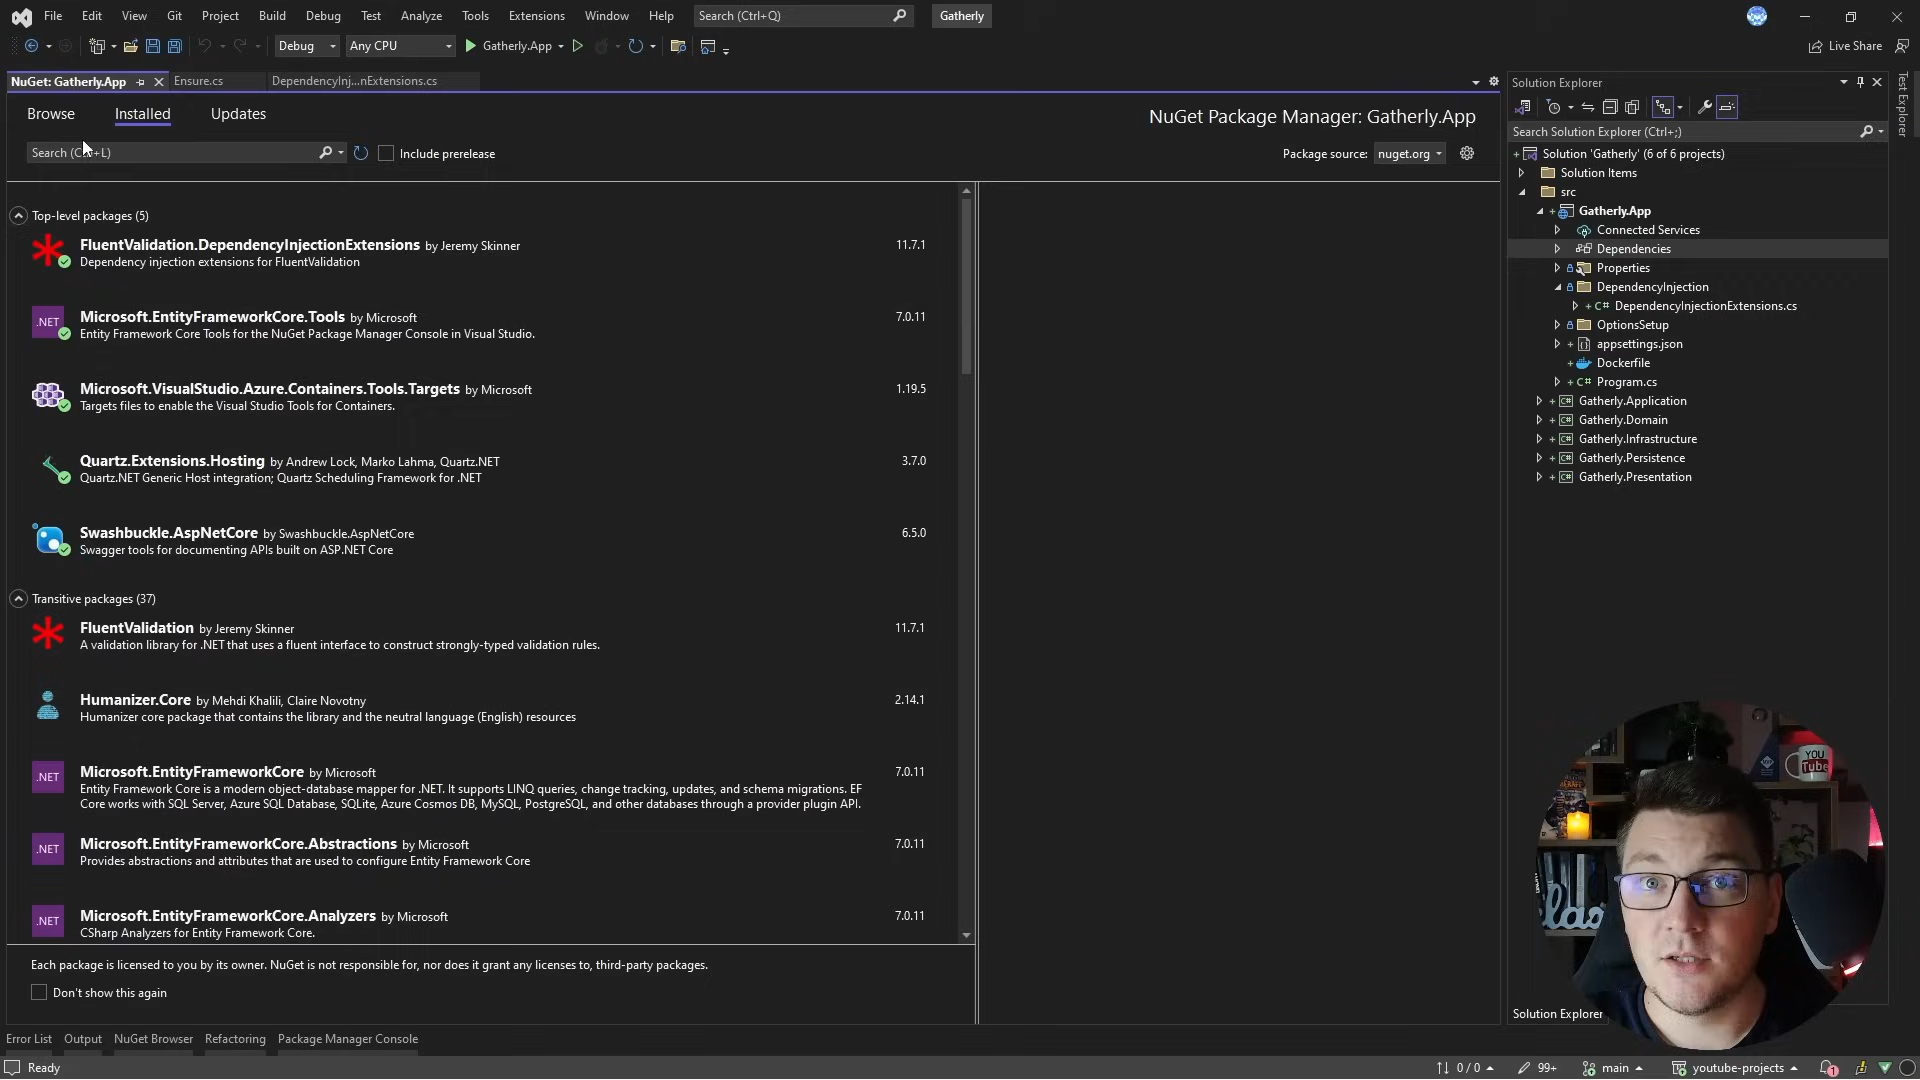 File Edit View Git Project Build Debug Test Analyze Tools Extensions Window Help Search (Ctrl+Q) Gatherly
Debug Any CPU Gatherly.App Live Share
NuGet: Gatherly.App Ensure.cs DependencyInj...nExtensions.cs
Browse Installed Updates
NuGet Package Manager: Gatherly.App
Search (Ctrl+L) Include prerelease
Package source: nuget.org
Top-level packages (5)
FluentValidation.DependencyInjectionExtensions by Jeremy Skinner 11.7.1
Dependency injection extensions for FluentValidation
.NET Microsoft.EntityFrameworkCore.Tools by Microsoft 7.0.11
Entity Framework Core Tools for the NuGet Package Manager Console in Visual Studio.
Microsoft.VisualStudio.Azure.Containers.Tools.Targets by Microsoft 1.19.5
Targets files to enable the Visual Studio Tools for Containers.
Quartz.Extensions.Hosting by Andrew Lock, Marko Lahma, Quartz.NET 3.7.0
Quartz.NET Generic Host integration; Quartz Scheduling Framework for .NET
Swashbuckle.AspNetCore by Swashbuckle.AspNetCore 6.5.0
Swagger tools for documenting APIs built on ASP.NET Core
Transitive packages (37)
FluentValidation by Jeremy Skinner 11.7.1
A validation library for .NET that uses a fluent interface to construct strongly-typed validation rules.
Humanizer.Core by Mehdi Khalili, Claire Novotny 2.14.1
Humanizer core package that contains the library and the neutral language (English) resources
.NET Microsoft.EntityFrameworkCore by Microsoft 7.0.11
Entity Framework Core is a modern object-database mapper for .NET. It supports LINQ queries, change tracking, updates, and schema migrations. EF
Core works with SQL Server, Azure SQL Database, SQLite, Azure Cosmos DB, MySQL, PostgreSQL, and other databases through a provider plugin API.
.NET Microsoft.EntityFrameworkCore.Abstractions by Microsoft 7.0.11
Provides abstractions and attributes that are used to configure Entity Framework Core
.NET Microsoft.EntityFrameworkCore.Analyzers by Microsoft 7.0.11
CSharp Analyzers for Entity Framework Core.
Each package is licensed to you by its owner. NuGet is not responsible for, nor does it grant any licenses to, third-party packages.
Don't show this again
Solution Explorer
Search Solution Explorer (Ctrl+;)
Solution 'Gatherly' (6 of 6 projects)
Solution Items
src
Gatherly.App
Connected Services
Dependencies
Properties
DependencyInjection
C# DependencyInjectionExtensions.cs
OptionsSetup
appsettings.json
Dockerfile
C# Program.cs
C# Gatherly.Application
C# Gatherly.Domain
C# Gatherly.Infrastructure
C# Gatherly.Persistence
C# Gatherly.Presentation
Test Explorer
YOU
Tube
Solution Explorer
Error List Output NuGet Browser Refactoring Package Manager Console
Ready 0 / 0 99+ main youtube-projects 1